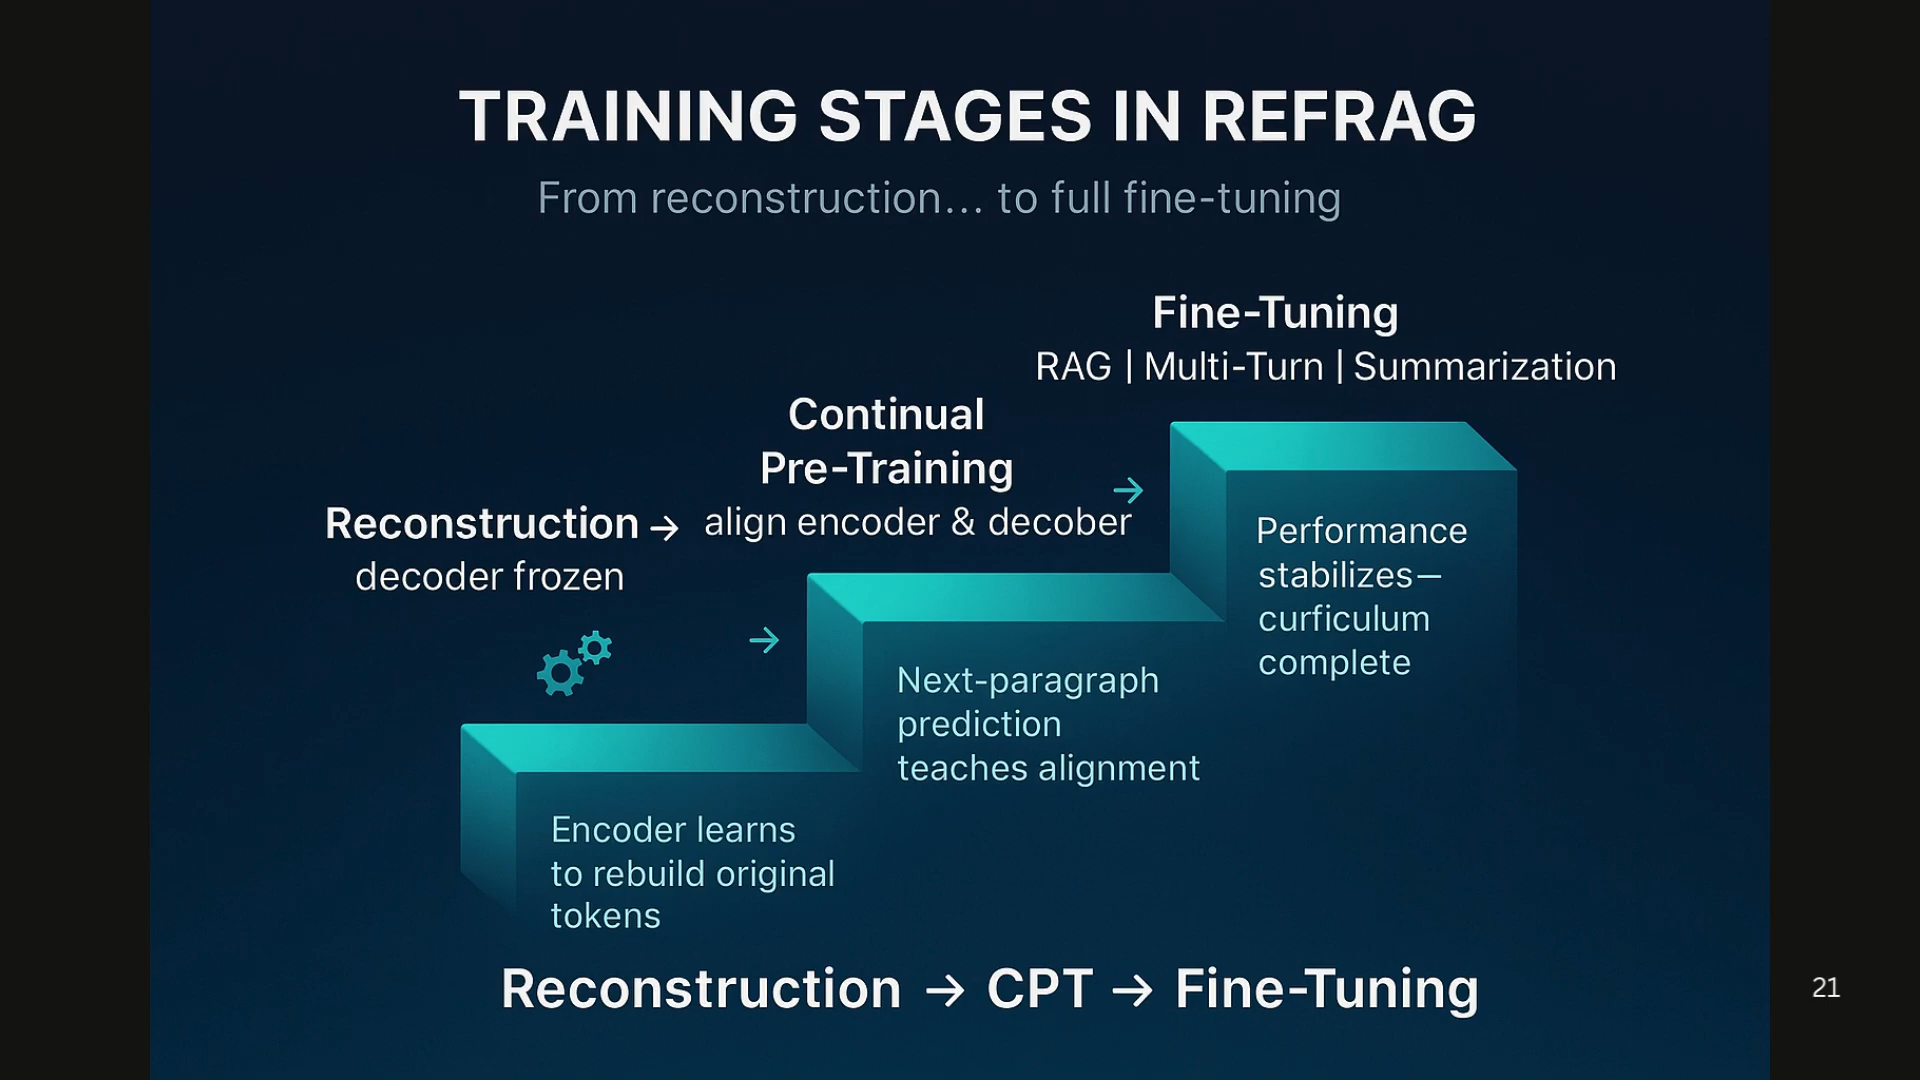 TRAINING STAGES IN REFRAG
From reconstruction... to full fine-tuning
Reconstruction →
decoder frozen
Encoder learns
to rebuild original
tokens
Continual
Pre-Training
align encoder & decober
→
Next-paragraph
prediction
teaches alignment
→
Fine-Tuning
RAG | Multi-Turn | Summarization
Performance
stabilizes—
curficulum
complete
Reconstruction → CPT → Fine-Tuning
21